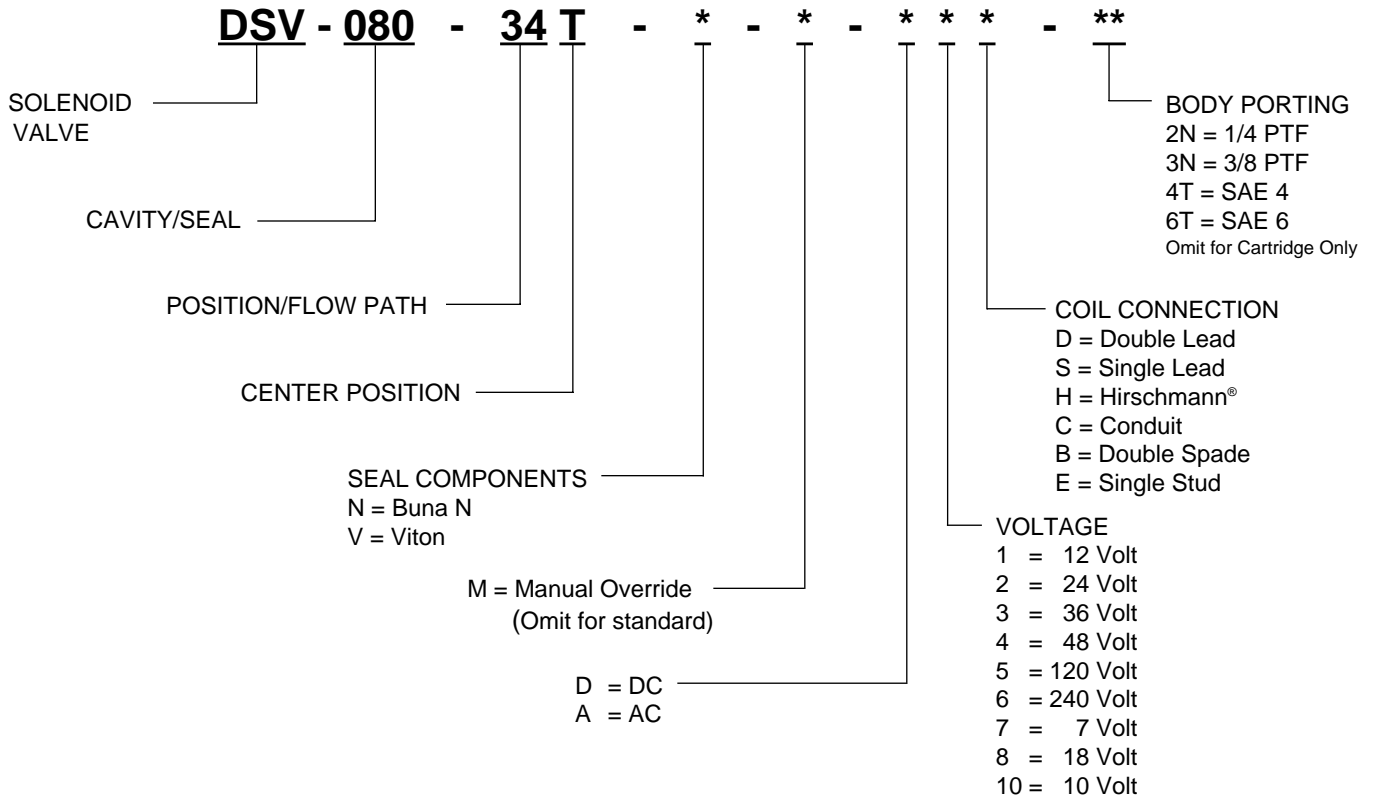 DSV - 080 - 34 T - * - * - * * * - **
SOLENOID
VALVE
CAVITY/SEAL
POSITION/FLOW PATH
CENTER POSITION
SEAL COMPONENTS
N = Buna N
V = Viton
M = Manual Override
(Omit for standard)
D = DC
A = AC
VOLTAGE
1 = 12 Volt
2 = 24 Volt
3 = 36 Volt
4 = 48 Volt
5 = 120 Volt
6 = 240 Volt
7 = 7 Volt
8 = 18 Volt
10 = 10 Volt
COIL CONNECTION
D = Double Lead
S = Single Lead
H = Hirschmann®
C = Conduit
B = Double Spade
E = Single Stud
BODY PORTING
2N = 1/4 PTF
3N = 3/8 PTF
4T = SAE 4
6T = SAE 6
Omit for Cartridge Only